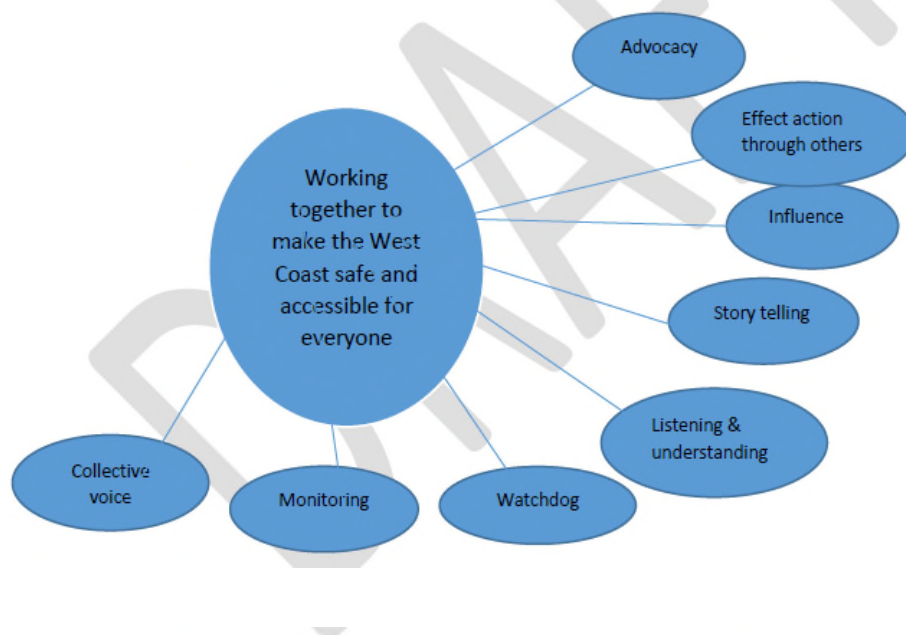 Advocacy
Effect action
through others
Influence
Story telling
Listening &
understanding
Watchdog
Monitoring
Collective
voice
Working
together to
make the West
Coast safe and
accessible for
everyone
DRAFT